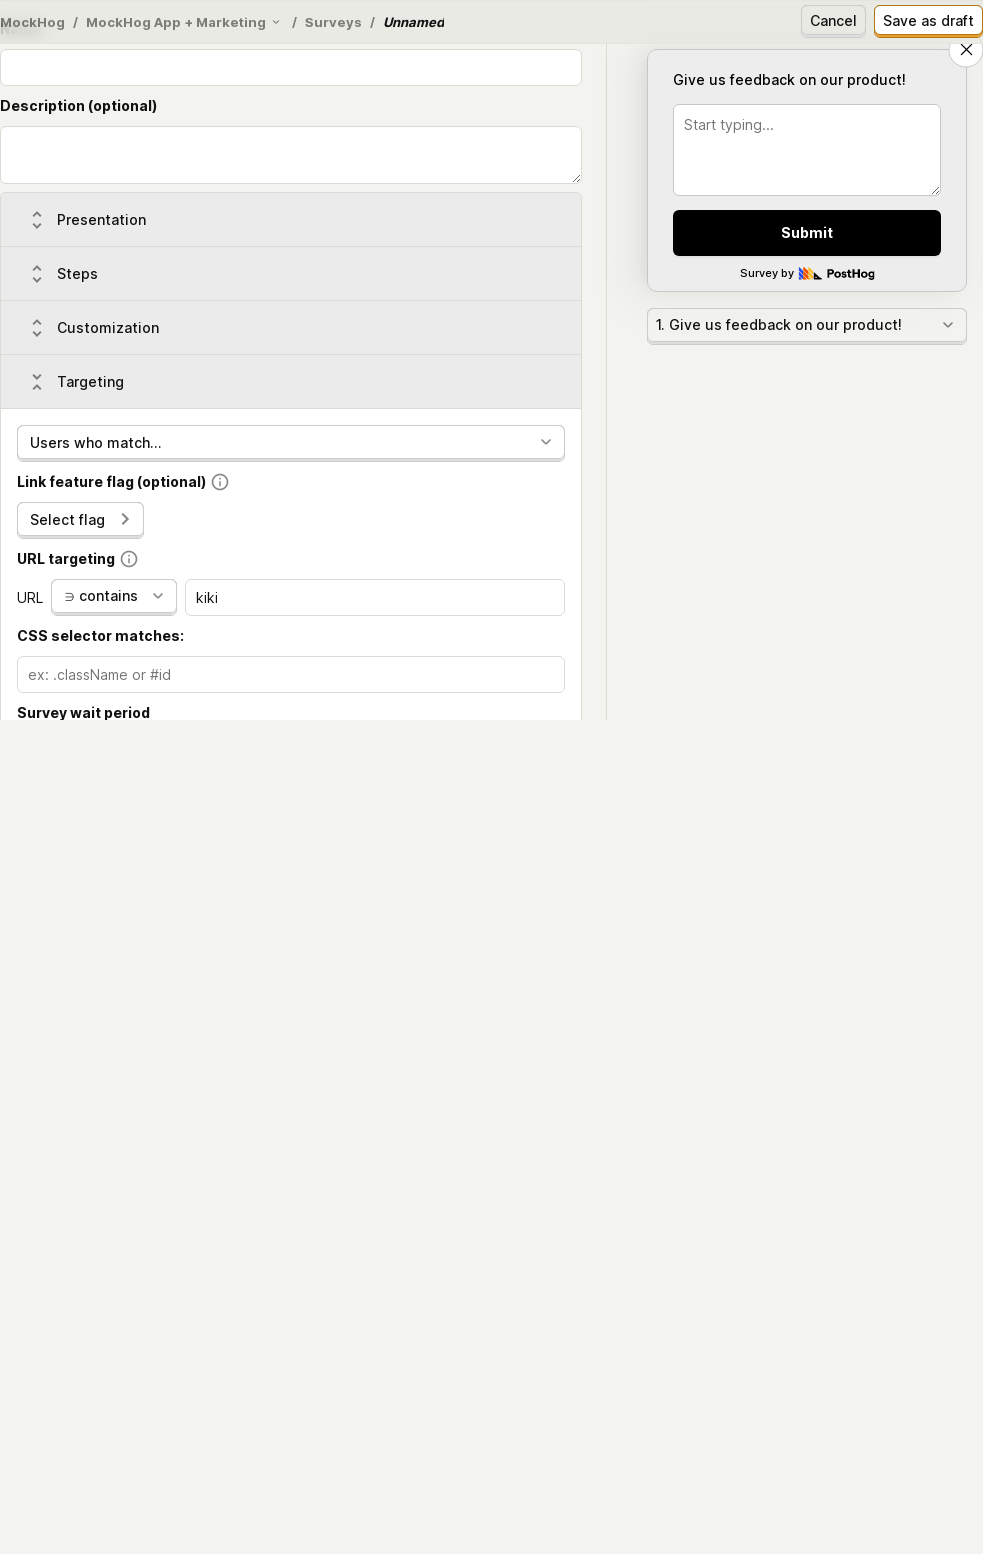 MockHog / MockHog App + Marketing / Surveys / Unnamed
Cancel
Save as draft
Description (optional)
Presentation
Steps
Customization
Targeting
Users who match...
Link feature flag (optional)
Select flag
URL targeting
URL
∋ contains
kiki
CSS selector matches:
ex: .className or #id
Survey wait period
Give us feedback on our product!
Start typing...
Submit
Survey by PostHog
1. Give us feedback on our product!